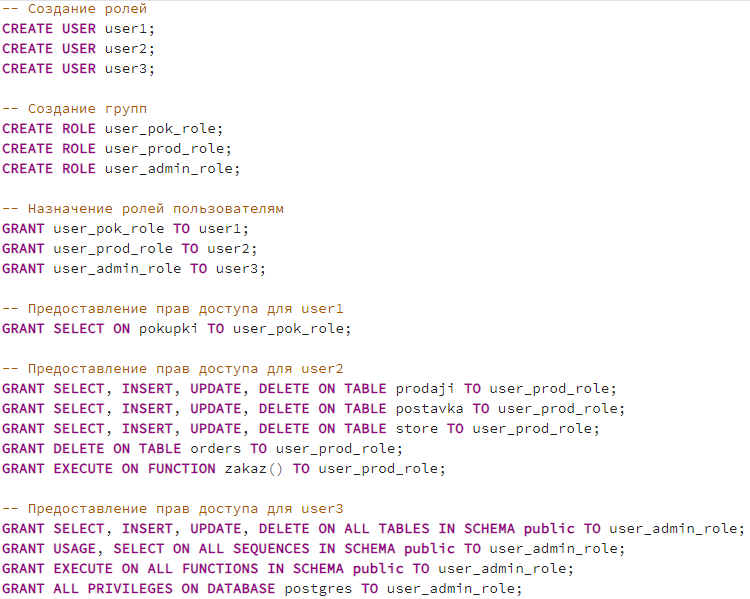 -- Создание ролей
CREATE USER user1;
CREATE USER user2;
CREATE USER user3;
-- Создание групп
CREATE ROLE user_pok_role;
CREATE ROLE user_prod_role;
CREATE ROLE user_admin_role;
-- Назначение ролей пользователям
GRANT user_pok_role TO user1;
GRANT user_prod_role TO user2;
GRANT user_admin_role TO user3;
-- Предоставление прав доступа для user1
GRANT SELECT ON pokupki TO user_pok_role;
-- Предоставление прав доступа для user2
GRANT SELECT, INSERT, UPDATE, DELETE ON TABLE prodaji TO user_prod_role;
GRANT SELECT, INSERT, UPDATE, DELETE ON TABLE postavka TO user_prod_role;
GRANT SELECT, INSERT, UPDATE, DELETE ON TABLE store TO user_prod_role;
GRANT DELETE ON TABLE orders TO user_prod_role;
GRANT EXECUTE ON FUNCTION zakaz() TO user_prod_role;
-- Предоставление прав доступа для user3
GRANT SELECT, INSERT, UPDATE, DELETE ON ALL TABLES IN SCHEMA public TO user_admin_role;
GRANT USAGE, SELECT ON ALL SEQUENCES IN SCHEMA public TO user_admin_role;
GRANT EXECUTE ON ALL FUNCTIONS IN SCHEMA public TO user_admin_role;
GRANT ALL PRIVILEGES ON DATABASE postgres TO user_admin_role;